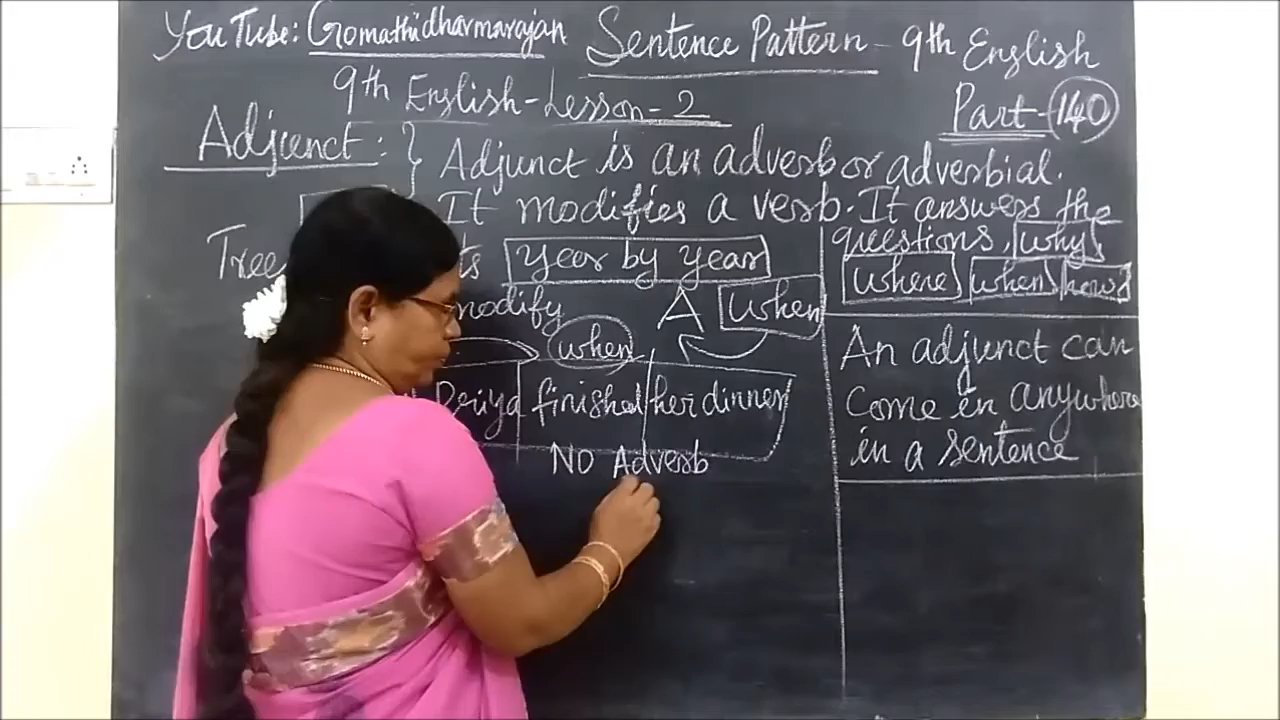 YouTube: Gomathidharmarajan Sentence Pattern - 9th English
9th English - Lesson - 2 Part - 140
Adjunct : } Adjunct is an adverb or adverbial.
It modifies a verb. It answers the
questions, why,
where, when, how?
Tree year by year
modify A When
when
Priya finished her dinner
No Adverb
An adjunct can
come in anywhere
in a sentence